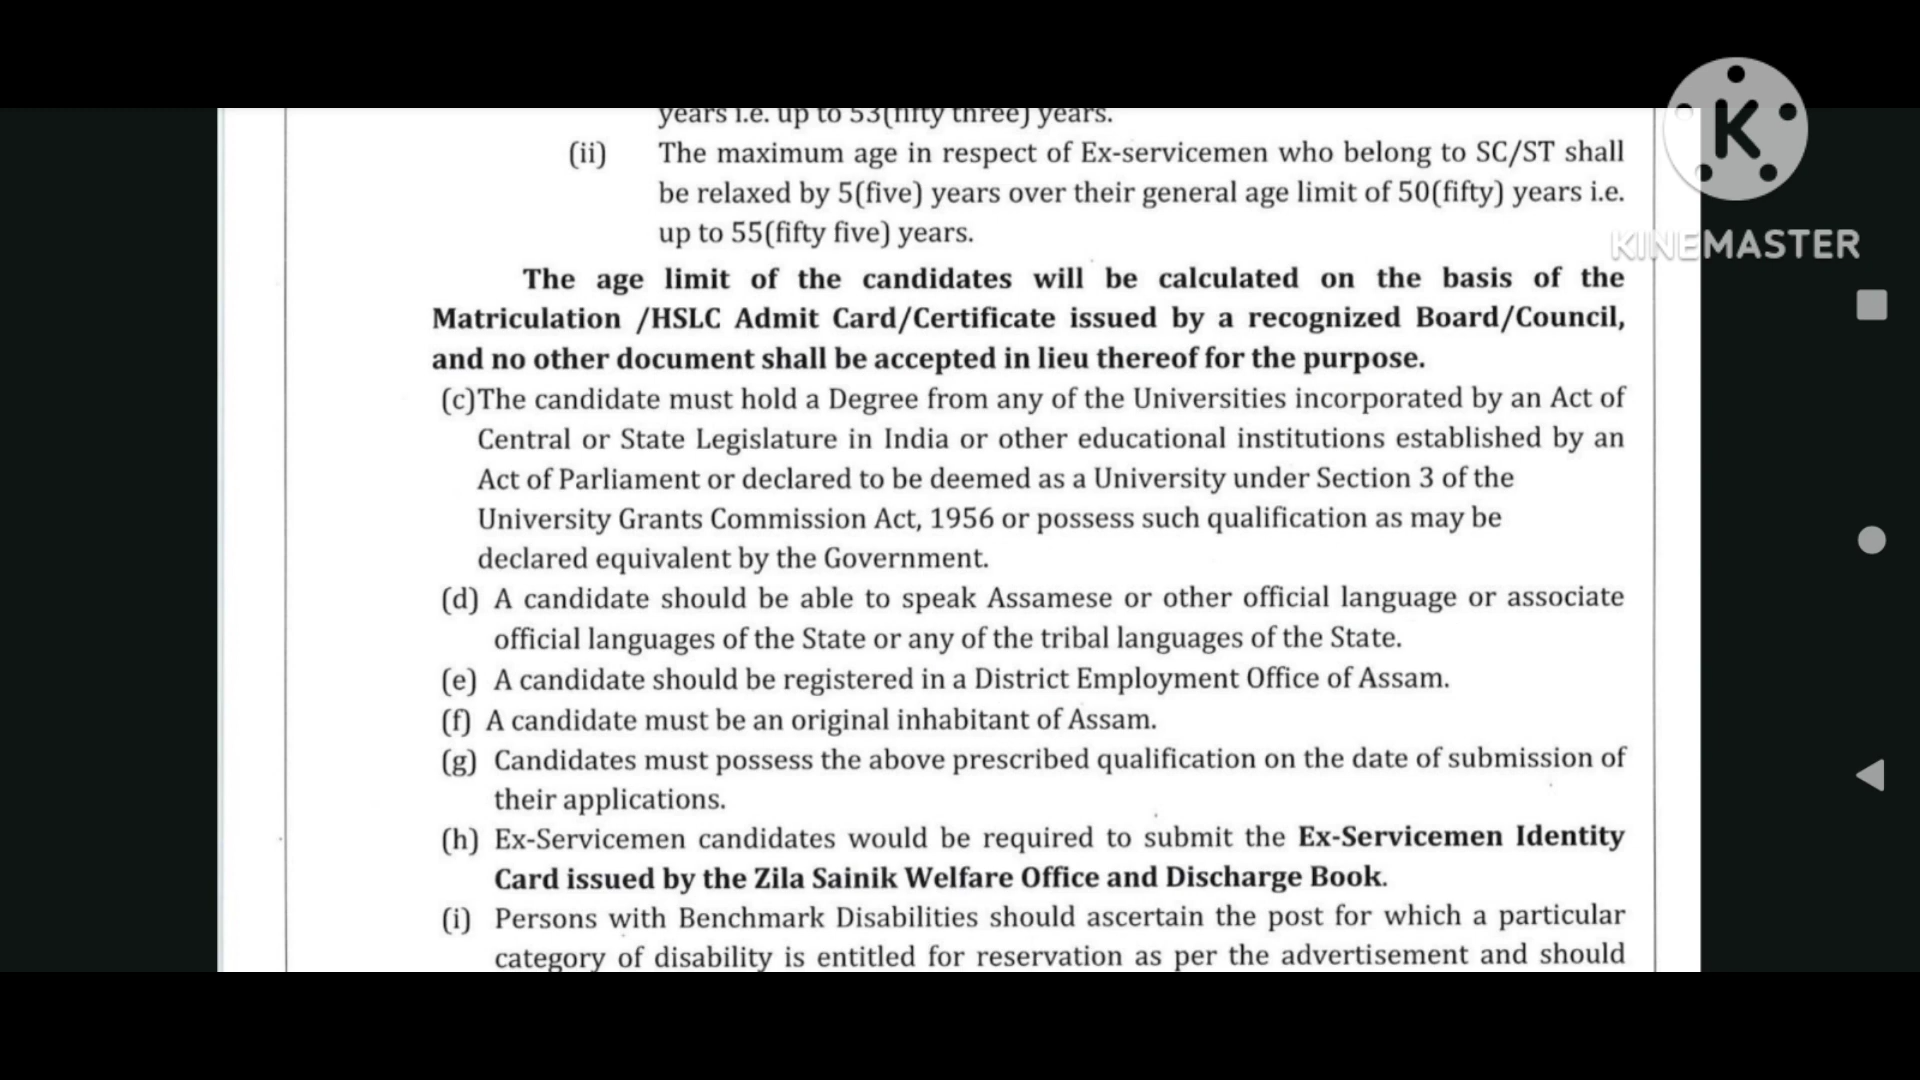 years i.e. up to 53(fifty three) years.
(ii) The maximum age in respect of Ex-servicemen who belong to SC/ST shall
be relaxed by 5(five) years over their general age limit of 50(fifty) years i.e.
up to 55(fifty five) years.
The age limit of the candidates will be calculated on the basis of the
Matriculation /HSLC Admit Card/Certificate issued by a recognized Board/Council,
and no other document shall be accepted in lieu thereof for the purpose.
(c)The candidate must hold a Degree from any of the Universities incorporated by an Act of
Central or State Legislature in India or other educational institutions established by an
Act of Parliament or declared to be deemed as a University under Section 3 of the
University Grants Commission Act, 1956 or possess such qualification as may be
declared equivalent by the Government.
(d) A candidate should be able to speak Assamese or other official language or associate
official languages of the State or any of the tribal languages of the State.
(e) A candidate should be registered in a District Employment Office of Assam.
(f) A candidate must be an original inhabitant of Assam.
(g) Candidates must possess the above prescribed qualification on the date of submission of
their applications.
(h) Ex-Servicemen candidates would be required to submit the Ex-Servicemen Identity
Card issued by the Zila Sainik Welfare Office and Discharge Book.
(i) Persons with Benchmark Disabilities should ascertain the post for which a particular
category of disability is entitled for reservation as per the advertisement and should
K
KINEMASTER